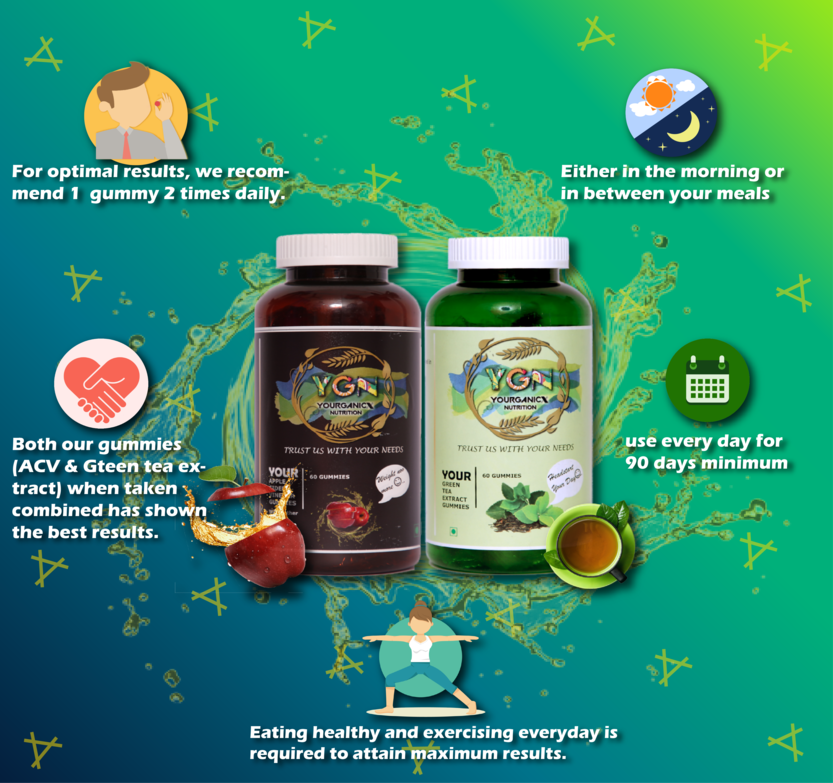 For optimal results, we recom-
mend 1 gummy 2 times daily.
Either in the morning or
in between your meals
YGN
YOURGANICX
NUTRITION
TRUST US WITH YOUR NEEDS
YOUR
APPLE
60 GUMMIES
YGN
YOURGANICX
NUTRITION
TRUST US WITH YOUR NEEDS
YOUR
GREEN
TEA
EXTRACT
GUMMIES
60 GUMMIES
Both our gummies
(ACV & Gteen tea ex-
tract) when taken
combined has shown
the best results.
use every day for
90 days minimum
Eating healthy and exercising everyday is
required to attain maximum results.